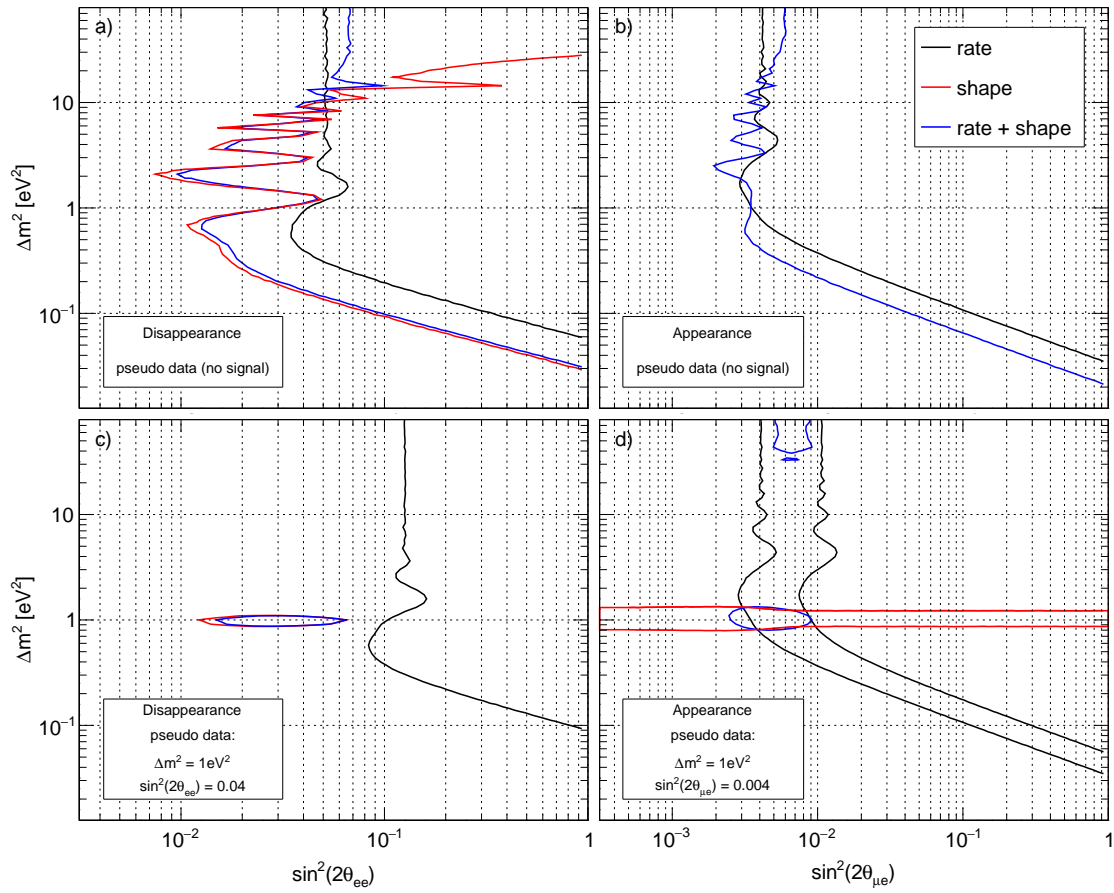 a)
b)
rate
shape
rate + shape
Δm² [eV²]
10
1
10⁻¹
Disappearance
pseudo data (no signal)
Appearance
pseudo data (no signal)
c)
d)
Δm² [eV²]
10
1
10⁻¹
Disappearance
pseudo data:
Δm² = 1eV²
sin²(2θee) = 0.04
Appearance
pseudo data:
Δm² = 1eV²
sin²(2θμe) = 0.004
10⁻² 10⁻¹ 1
10⁻³ 10⁻² 10⁻¹ 1
sin²(2θee)
sin²(2θμe)